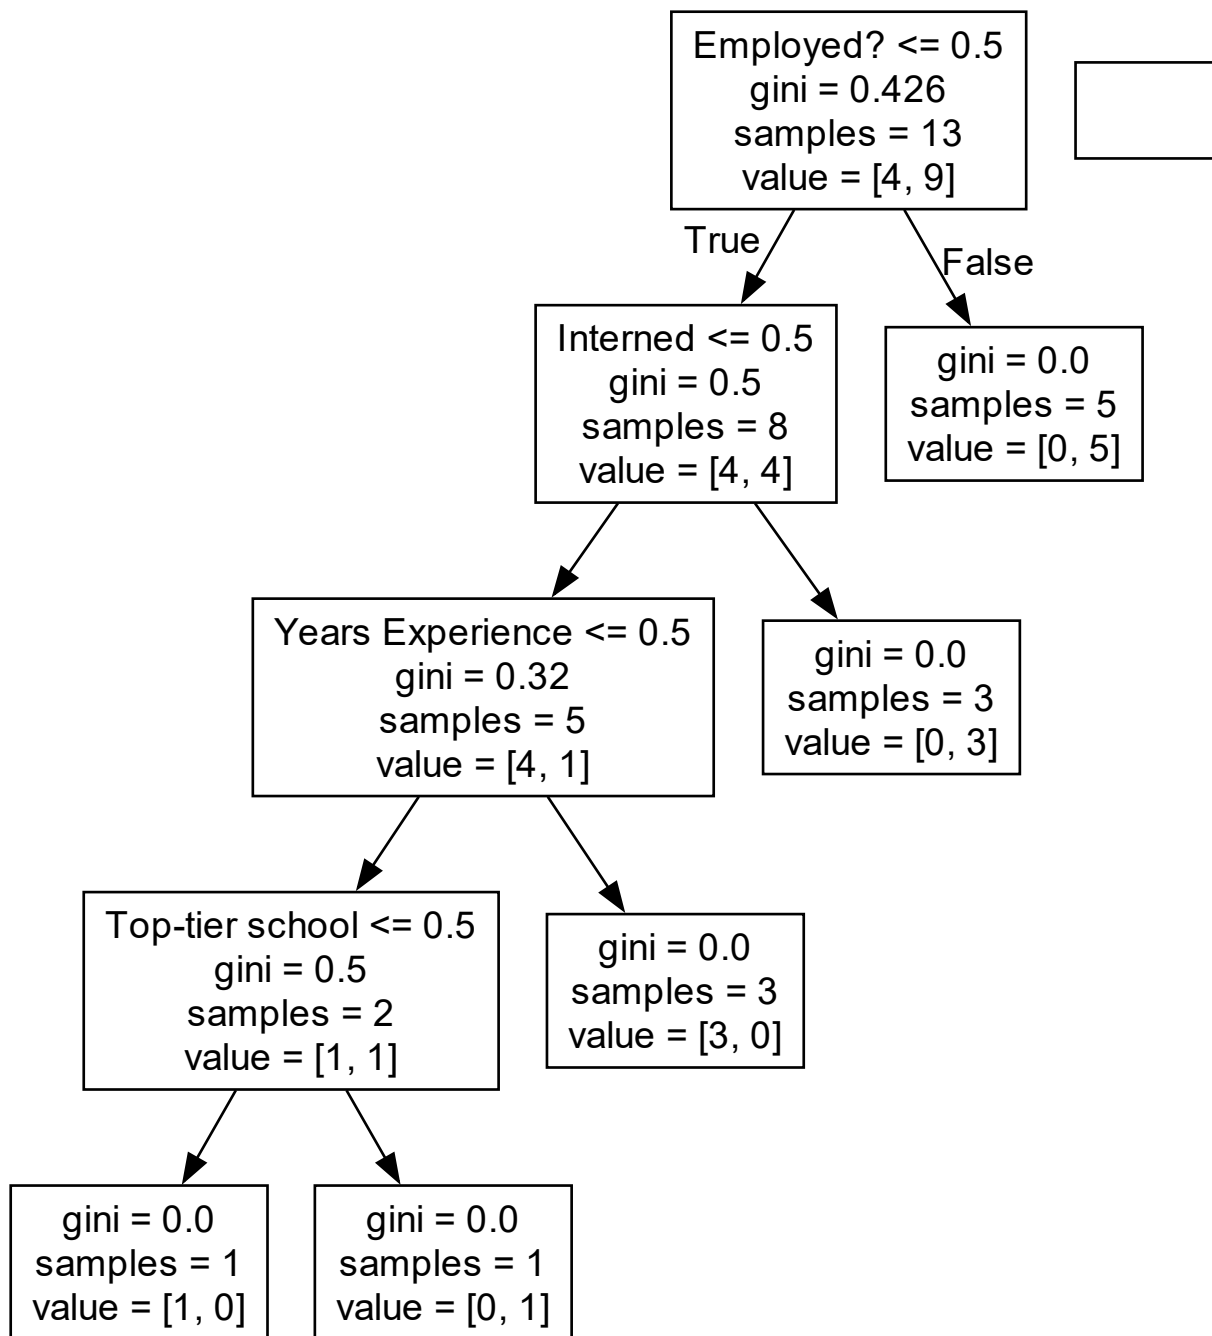 Employed? <= 0.5
gini = 0.426
samples = 13
value = [4, 9]
True
False
Interned <= 0.5
gini = 0.5
samples = 8
value = [4, 4]
gini = 0.0
samples = 5
value = [0, 5]
Years Experience <= 0.5
gini = 0.32
samples = 5
value = [4, 1]
gini = 0.0
samples = 3
value = [0, 3]
Top-tier school <= 0.5
gini = 0.5
samples = 2
value = [1, 1]
gini = 0.0
samples = 3
value = [3, 0]
gini = 0.0
samples = 1
value = [1, 0]
gini = 0.0
samples = 1
value = [0, 1]